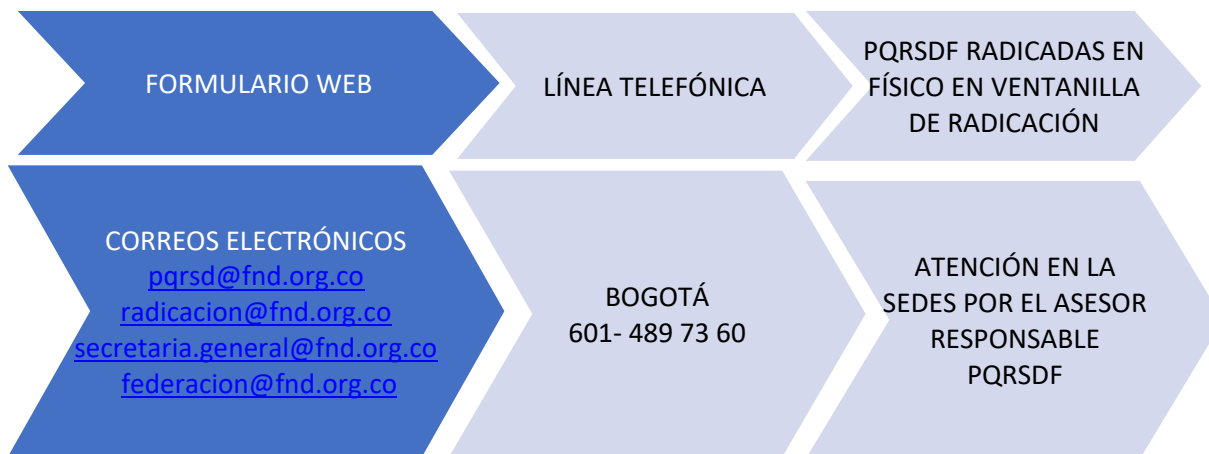 FORMULARIO WEB
LÍNEA TELEFÓNICA
PQRSDF RADICADAS EN
FÍSICO EN VENTANILLA
DE RADICACIÓN
CORREOS ELECTRÓNICOS
pqrsd@fnd.org.co
radicacion@fnd.org.co
secretaria.general@fnd.org.co
federacion@fnd.org.co
BOGOTÁ
601- 489 73 60
ATENCIÓN EN LA
SEDES POR EL ASESOR
RESPONSABLE
PQRSDF